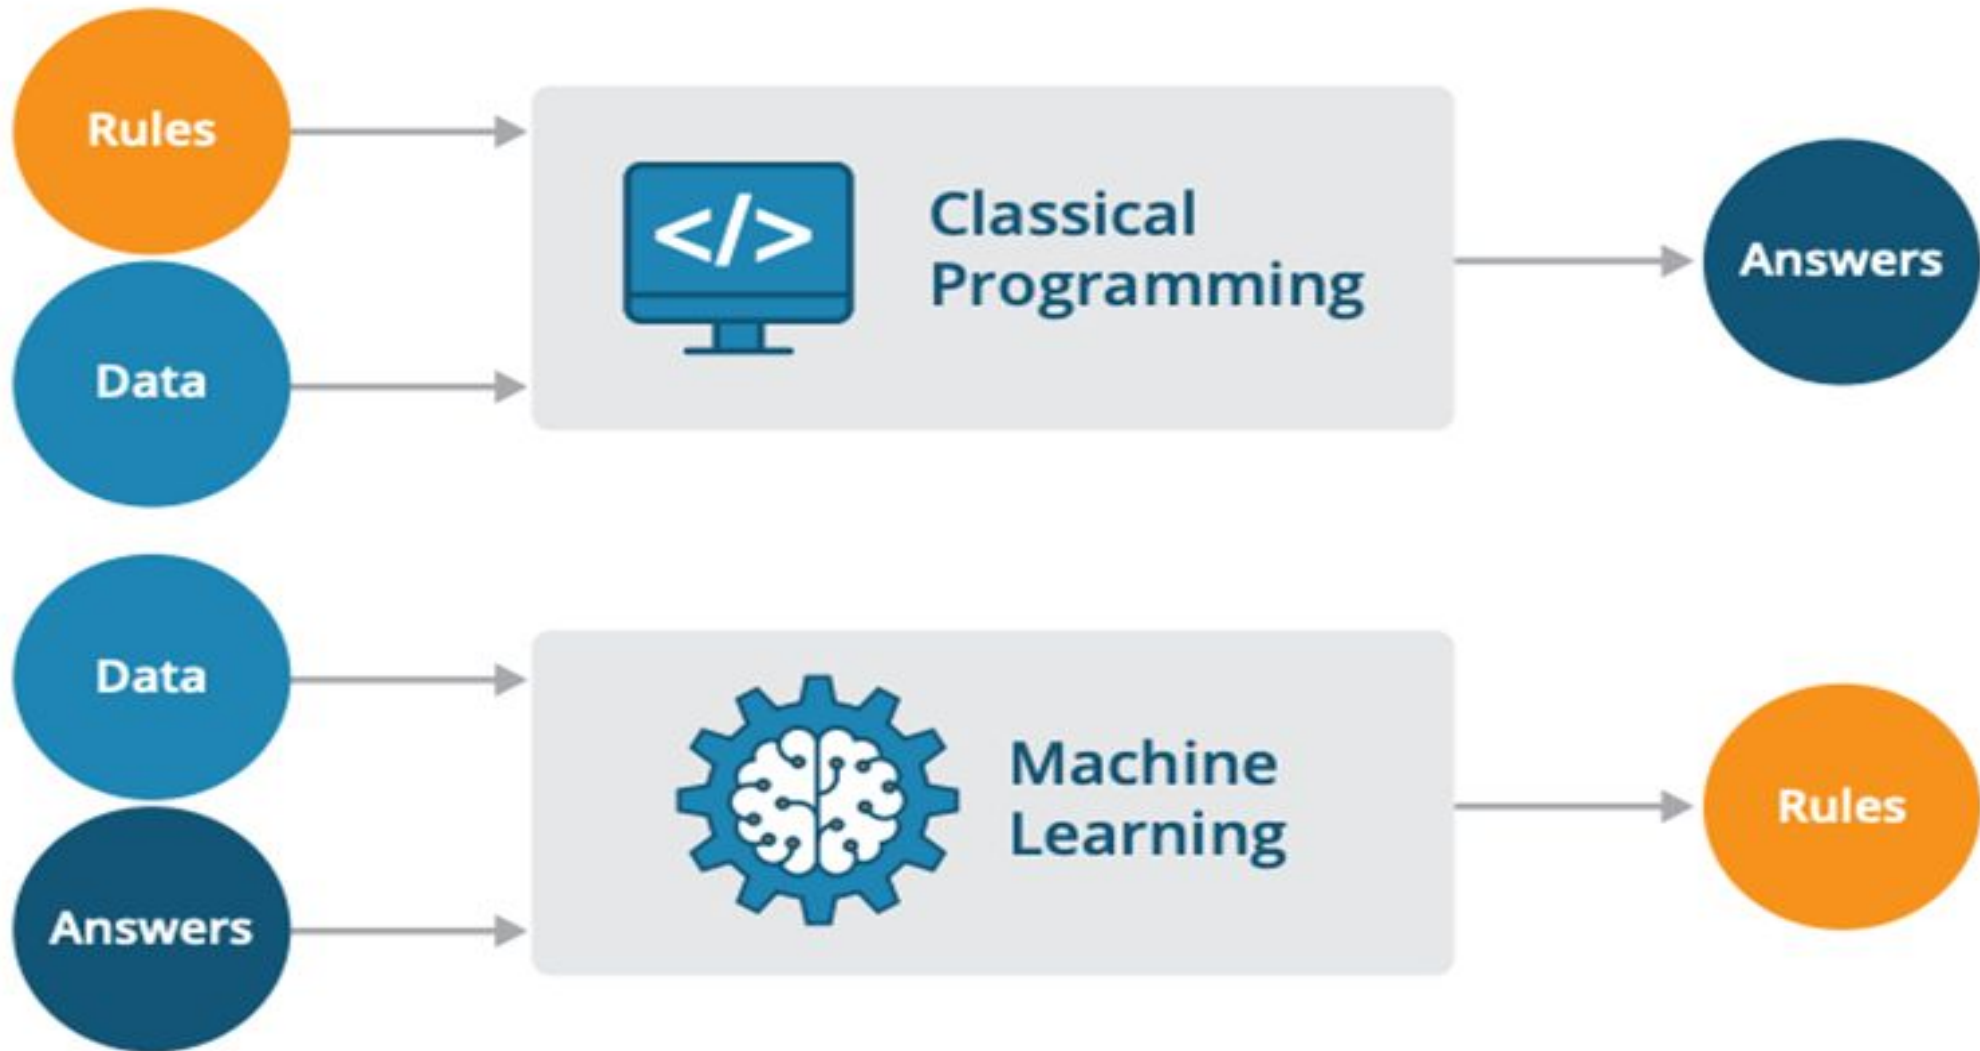 Rules
Data
</>
Classical
Programming
Answers
Data
Answers
Machine
Learning
Rules